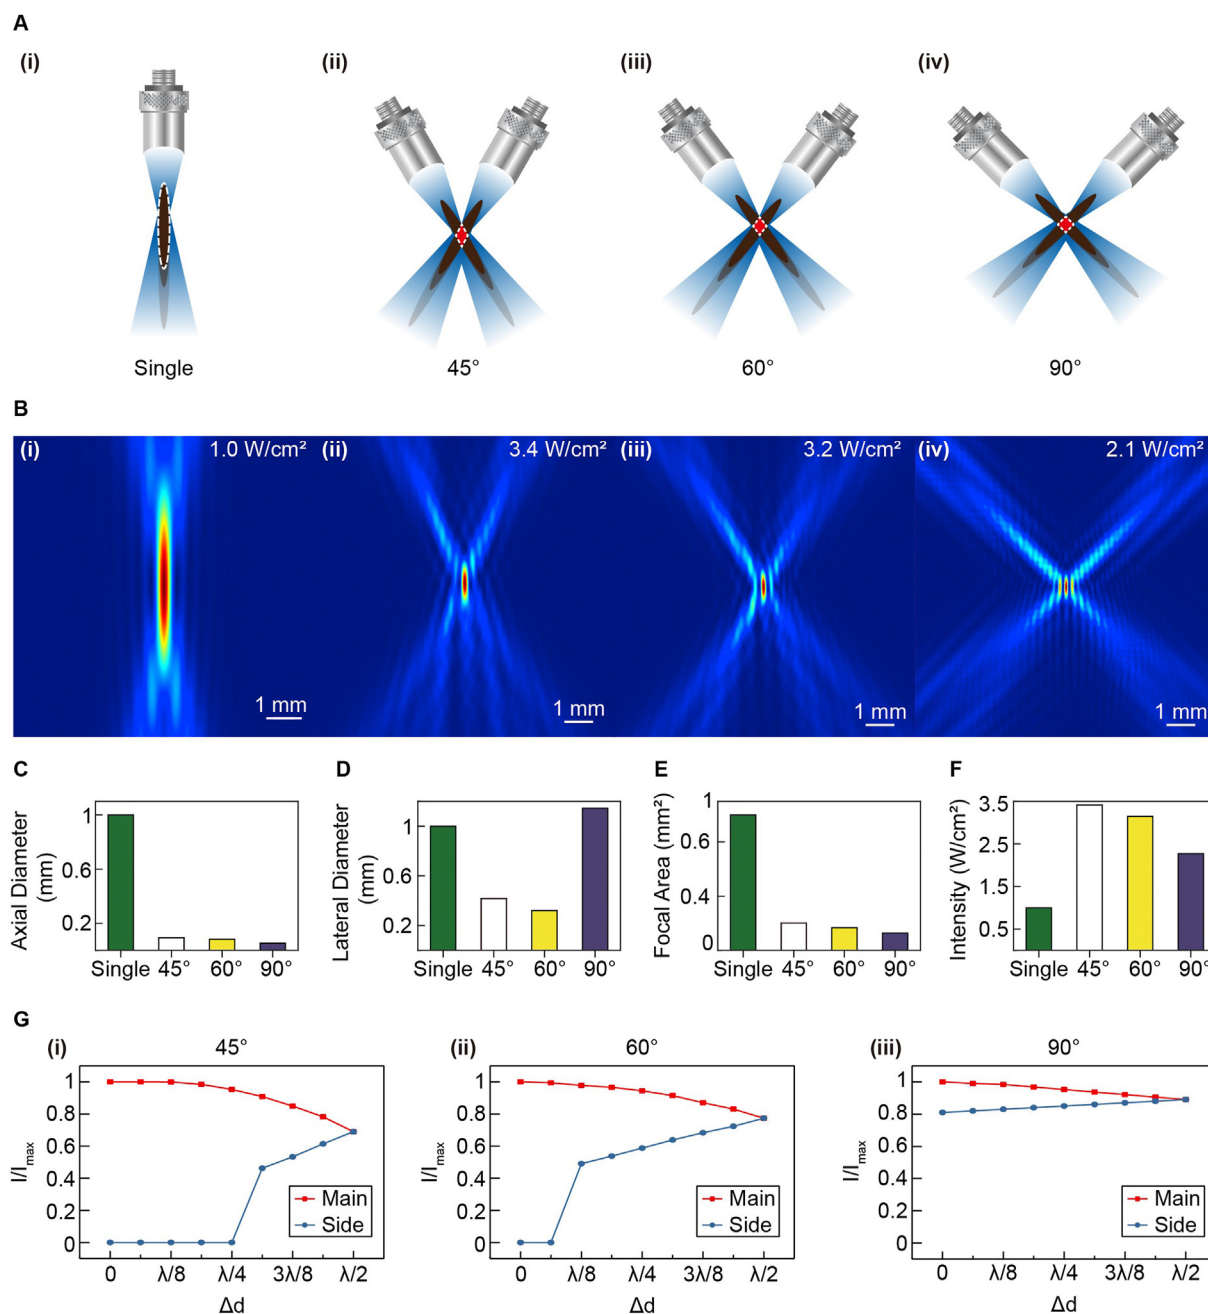 A
(i)
(ii)
(iii)
(iv)
Single
45°
60°
90°
B
(i)
1.0 W/cm²
(ii)
3.4 W/cm²
(iii)
3.2 W/cm²
(iv)
2.1 W/cm²
1 mm
1 mm
1 mm
1 mm
C
Axial Diameter
(mm)
1
0.6
0.2
Single
45°
60°
90°
D
Lateral Diameter
(mm)
1
0.6
0.2
Single
45°
60°
90°
E
Focal Area (mm²)
1
0.4
0
Single
45°
60°
90°
F
Intensity (W/cm²)
3.5
2.5
1.5
0.5
Single
45°
60°
90°
G
(i)
45°
I/Imax
1
0.8
0.6
0.4
0.2
0
Main
Side
0
λ/8
λ/4
3λ/8
λ/2
Δd
(ii)
60°
I/Imax
1
0.8
0.6
0.4
0.2
0
Main
Side
0
λ/8
λ/4
3λ/8
λ/2
Δd
(iii)
90°
I/Imax
1
0.8
0.6
0.4
0.2
0
Main
Side
0
λ/8
λ/4
3λ/8
λ/2
Δd